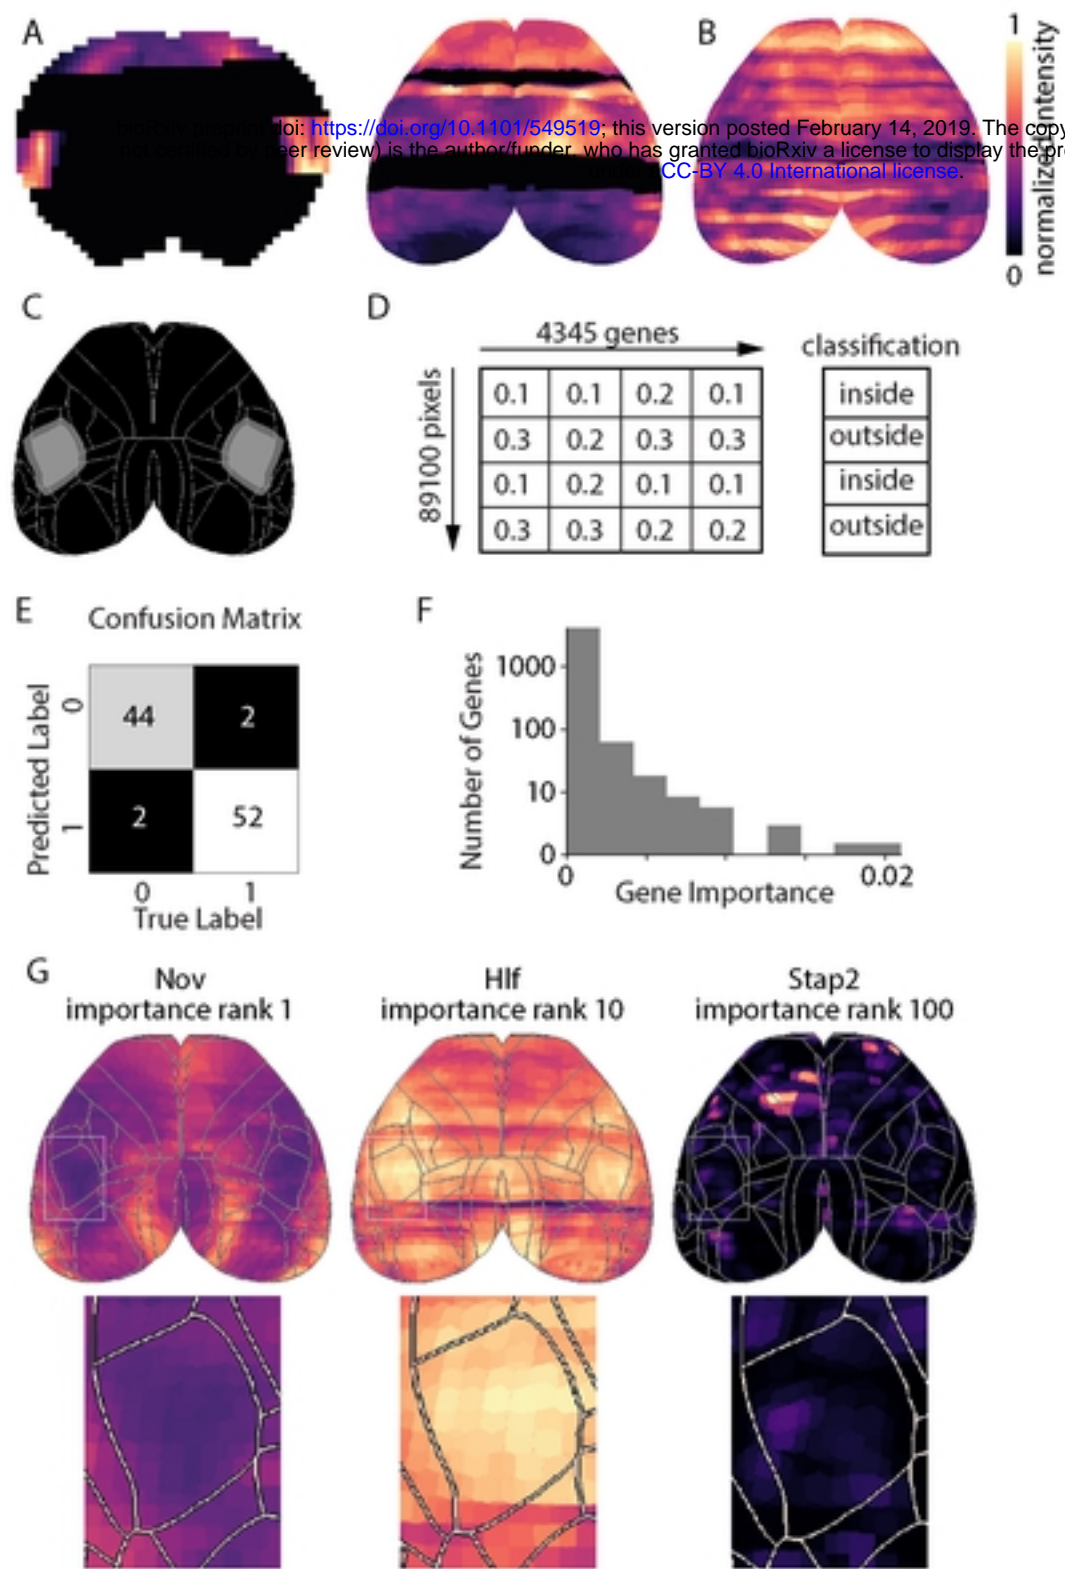 A
B
1
normalized intensity
0
bioRxiv preprint doi: https://doi.org/10.1101/549519; this version posted February 14, 2019. The copy
not certified by peer review) is the author/funder, who has granted bioRxiv a license to display the pre
under CC-BY 4.0 International license.
C
D
4345 genes
classification
89100 pixels
0.1 0.1 0.2 0.1 inside
0.3 0.2 0.3 0.3 outside
0.1 0.2 0.1 0.1 inside
0.3 0.3 0.2 0.2 outside
E
Confusion Matrix
Predicted Label
0
1
44 2
2 52
0 1
True Label
F
Number of Genes
1000
100
10
0
0 0.02
Gene Importance
G
Nov
importance rank 1
Hlf
importance rank 10
Stap2
importance rank 100